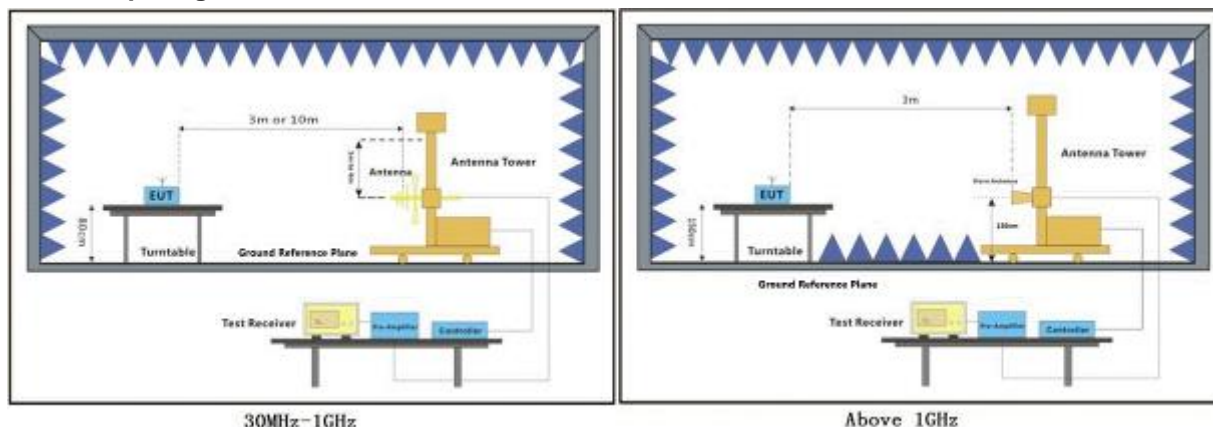 3m or 10m
Antenna
Antenna Tower
EUT
80cm
Turntable
Ground Reference Plane
Test Receiver
Pre-Amplifier
Controller
30MHz-1GHz
3m
Antenna Tower
EUT
150cm
150cm
Turntable
Ground Reference Plane
Test Receiver
Pre-Amplifier
Controller
Above 1GHz